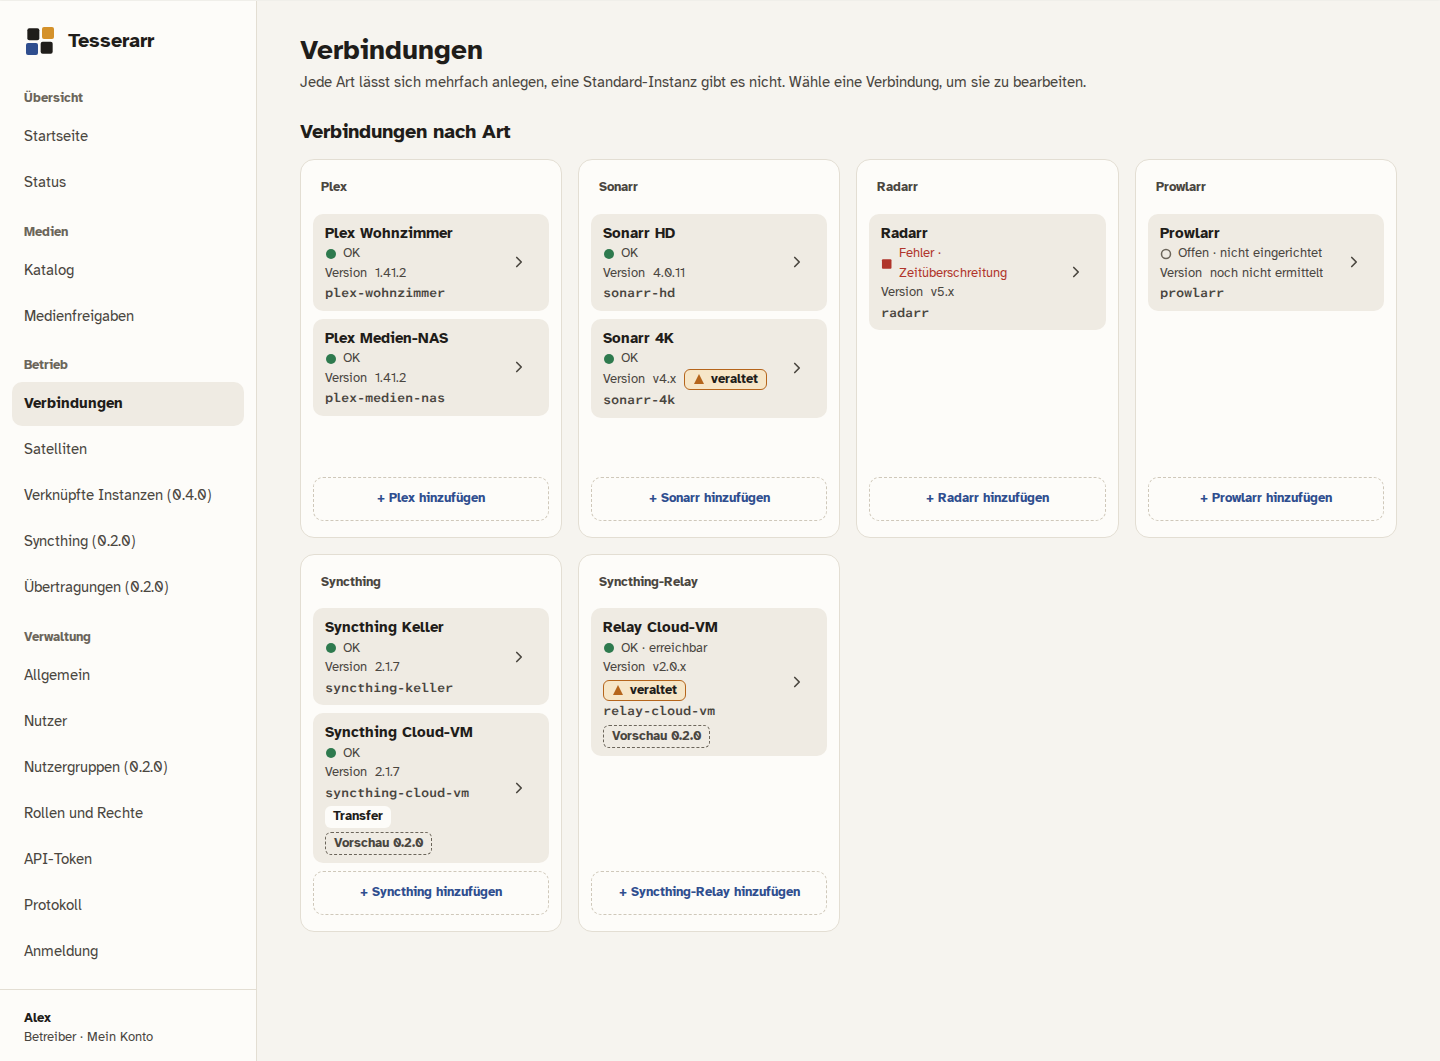 Tesserarr
Übersicht
Startseite
Status
Medien
Katalog
Medienfreigaben
Betrieb
Verbindungen
Satelliten
Verknüpfte Instanzen (0.4.0)
Syncthing (0.2.0)
Übertragungen (0.2.0)
Verwaltung
Allgemein
Nutzer
Nutzergruppen (0.2.0)
Rollen und Rechte
API-Token
Protokoll
Anmeldung
Alex
Betreiber · Mein Konto
Verbindungen
Jede Art lässt sich mehrfach anlegen, eine Standard-Instanz gibt es nicht. Wähle eine Verbindung, um sie zu bearbeiten.
Verbindungen nach Art
Plex
Plex Wohnzimmer
OK
Version 1.41.2
plex-wohnzimmer
Plex Medien-NAS
OK
Version 1.41.2
plex-medien-nas
+ Plex hinzufügen
Sonarr
Sonarr HD
OK
Version 4.0.11
sonarr-hd
Sonarr 4K
OK
Version v4.x veraltet
sonarr-4k
+ Sonarr hinzufügen
Radarr
Radarr
Fehler ·
Zeitüberschreitung
Version v5.x
radarr
+ Radarr hinzufügen
Prowlarr
Prowlarr
Offen · nicht eingerichtet
Version noch nicht ermittelt
prowlarr
+ Prowlarr hinzufügen
Syncthing
Syncthing Keller
OK
Version 2.1.7
syncthing-keller
Syncthing Cloud-VM
OK
Version 2.1.7
syncthing-cloud-vm
Transfer
Vorschau 0.2.0
+ Syncthing hinzufügen
Syncthing-Relay
Relay Cloud-VM
OK · erreichbar
Version v2.0.x
veraltet
relay-cloud-vm
Vorschau 0.2.0
+ Syncthing-Relay hinzufügen